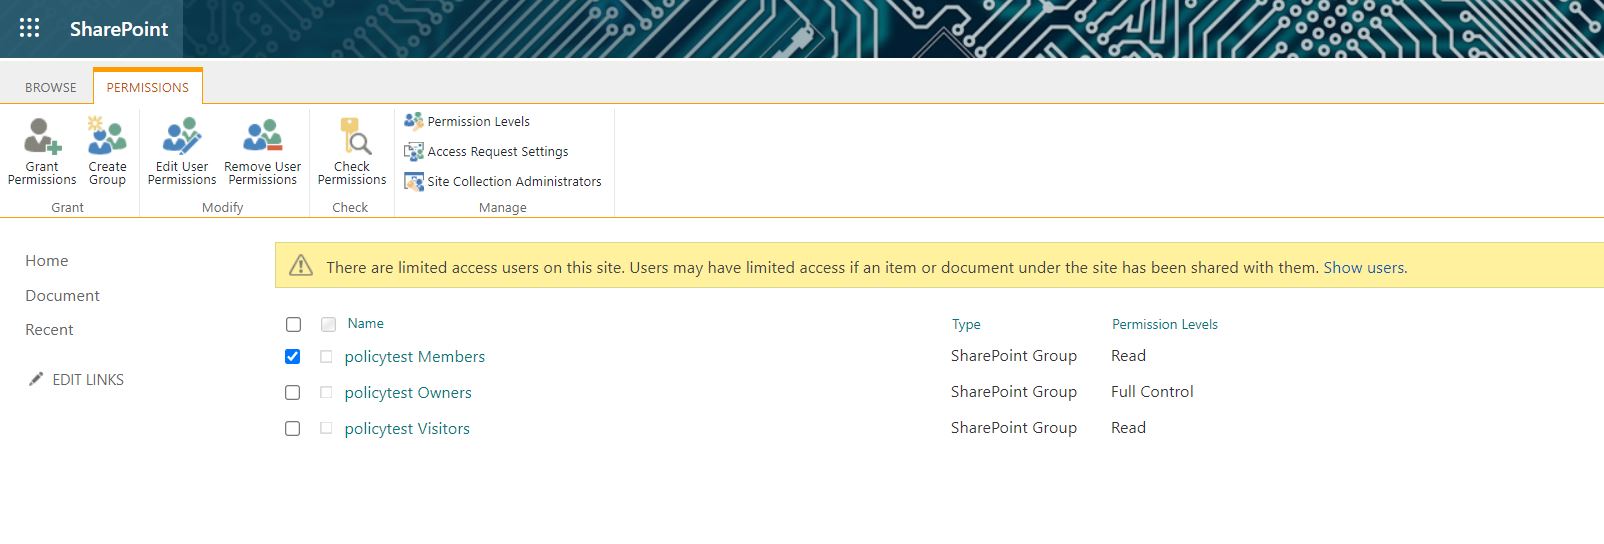 SharePoint
BROWSE PERMISSIONS
Grant Permissions
Create Group
Grant
Edit User Permissions
Remove User Permissions
Modify
Check Permissions
Check
Permission Levels
Access Request Settings
Site Collection Administrators
Manage
Home
Document
Recent
EDIT LINKS
There are limited access users on this site. Users may have limited access if an item or document under the site has been shared with them. Show users.
Name Type Permission Levels
policytest Members SharePoint Group Read
policytest Owners SharePoint Group Full Control
policytest Visitors SharePoint Group Read